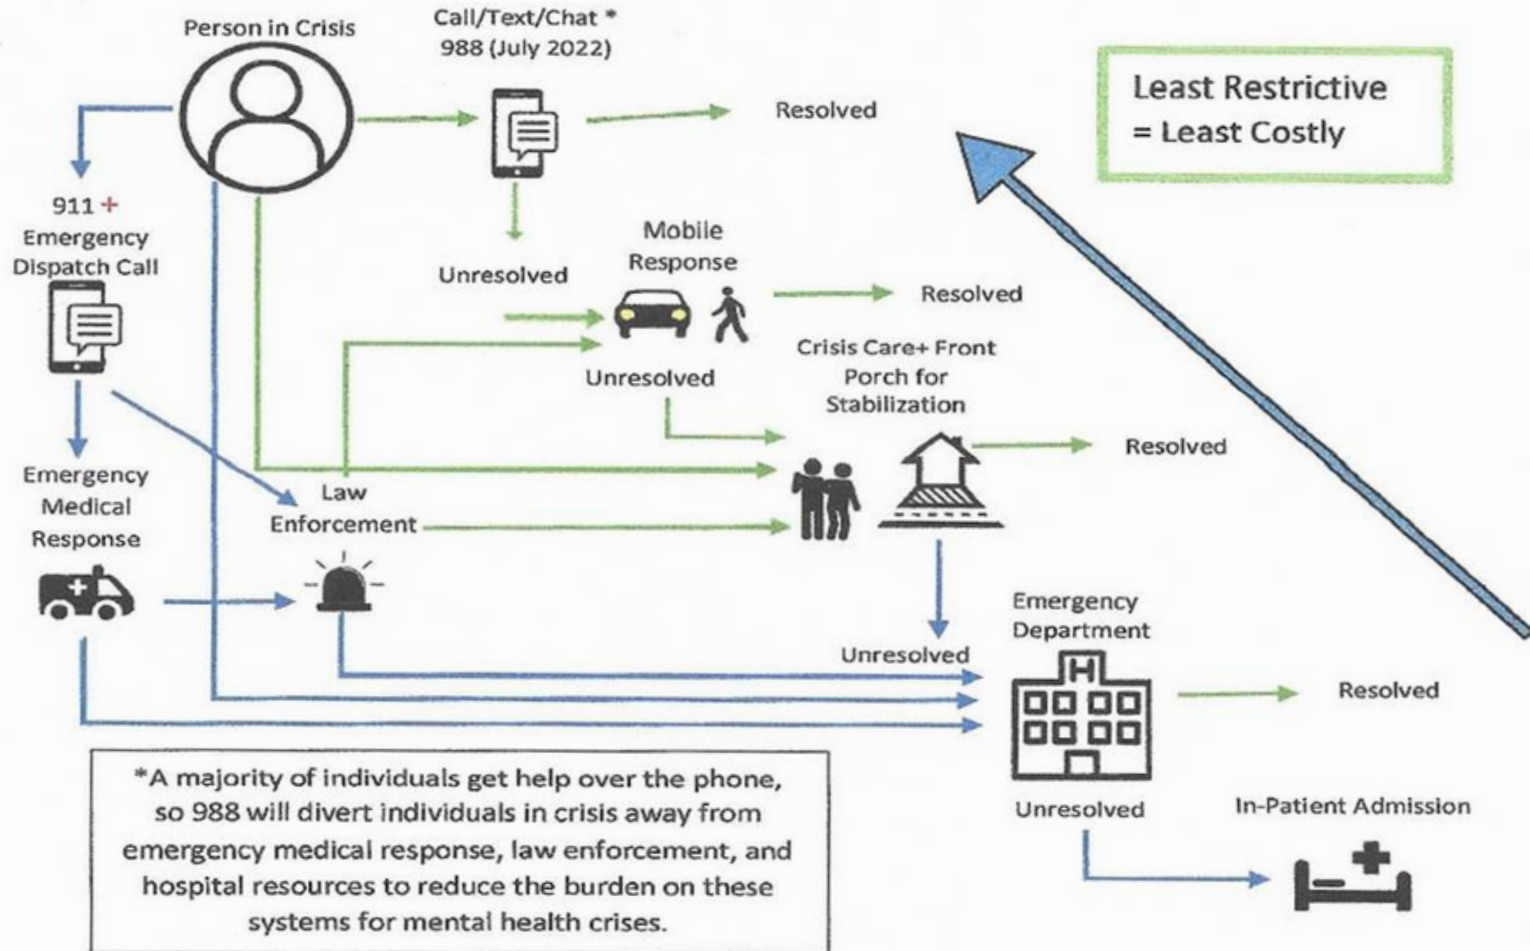 Person in Crisis
Call/Text/Chat *
988 (July 2022)
Resolved
Least Restrictive
= Least Costly
911 +
Emergency
Dispatch Call
Unresolved
Mobile
Response
Resolved
Unresolved
Crisis Care+ Front
Porch for
Stabilization
Resolved
Emergency
Medical
Response
Law
Enforcement
Unresolved
Emergency
Department
H
Resolved
Unresolved
In-Patient Admission
*A majority of individuals get help over the phone,
so 988 will divert individuals in crisis away from
emergency medical response, law enforcement, and
hospital resources to reduce the burden on these
systems for mental health crises.